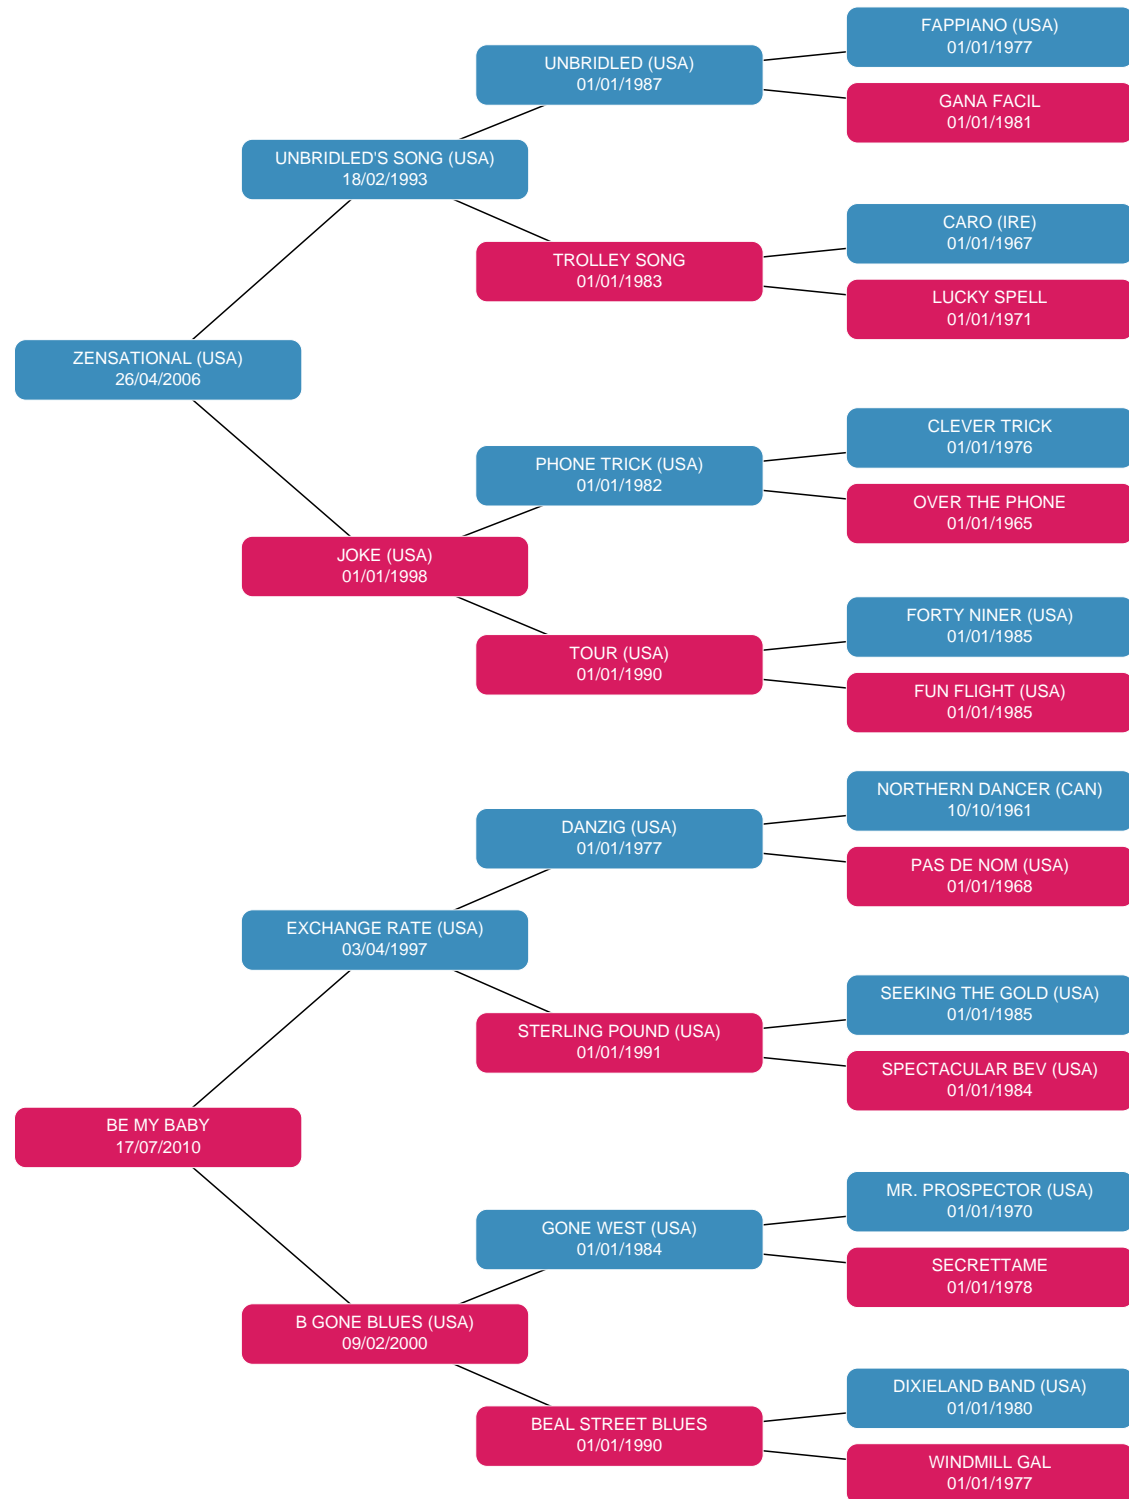 FAPPIANO (USA)
01/01/1977
UNBRIDLED (USA)
01/01/1987
GANA FACIL
01/01/1981
UNBRIDLED'S SONG (USA)
18/02/1993
CARO (IRE)
01/01/1967
TROLLEY SONG
01/01/1983
LUCKY SPELL
01/01/1971
ZENSATIONAL (USA)
26/04/2006
CLEVER TRICK
01/01/1976
PHONE TRICK (USA)
01/01/1982
OVER THE PHONE
01/01/1965
JOKE (USA)
01/01/1998
FORTY NINER (USA)
01/01/1985
TOUR (USA)
01/01/1990
FUN FLIGHT (USA)
01/01/1985
NORTHERN DANCER (CAN)
10/10/1961
DANZIG (USA)
01/01/1977
PAS DE NOM (USA)
01/01/1968
EXCHANGE RATE (USA)
03/04/1997
SEEKING THE GOLD (USA)
01/01/1985
STERLING POUND (USA)
01/01/1991
SPECTACULAR BEV (USA)
01/01/1984
BE MY BABY
17/07/2010
MR. PROSPECTOR (USA)
01/01/1970
GONE WEST (USA)
01/01/1984
SECRETTAME
01/01/1978
B GONE BLUES (USA)
09/02/2000
DIXIELAND BAND (USA)
01/01/1980
BEAL STREET BLUES
01/01/1990
WINDMILL GAL
01/01/1977